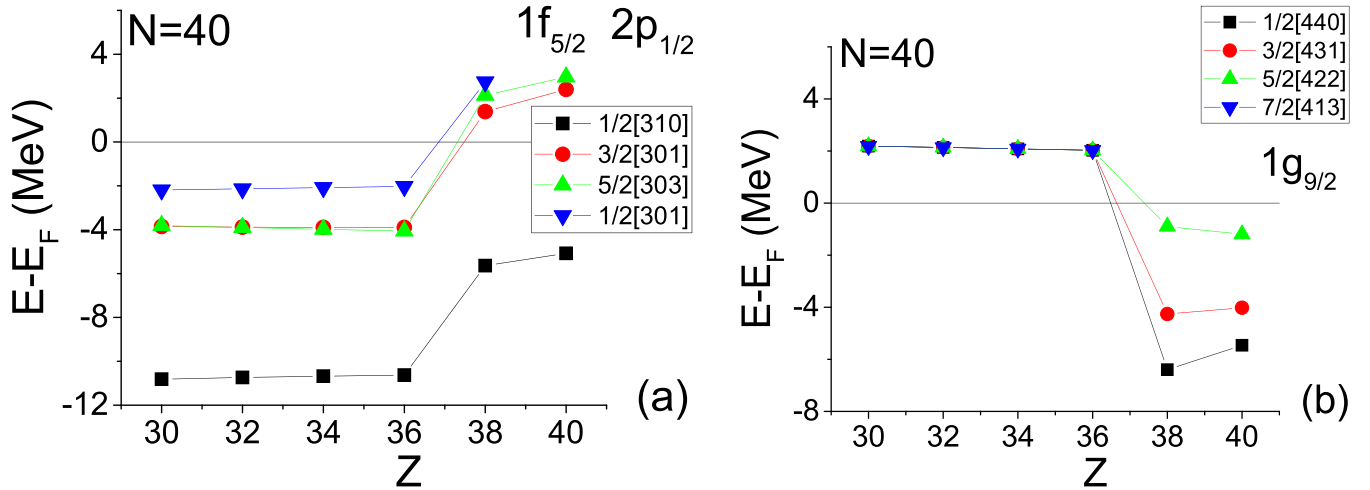 N=40
1f5/2 2p1/2
1/2[310]
3/2[301]
5/2[303]
1/2[301]
4
0
-4
-8
-12
E-EF (MeV)
30 32 34 36 38 40
Z
(a)
N=40
1/2[440]
3/2[431]
5/2[422]
7/2[413]
1g9/2
4
0
-4
-8
E-EF (MeV)
30 32 34 36 38 40
Z
(b)